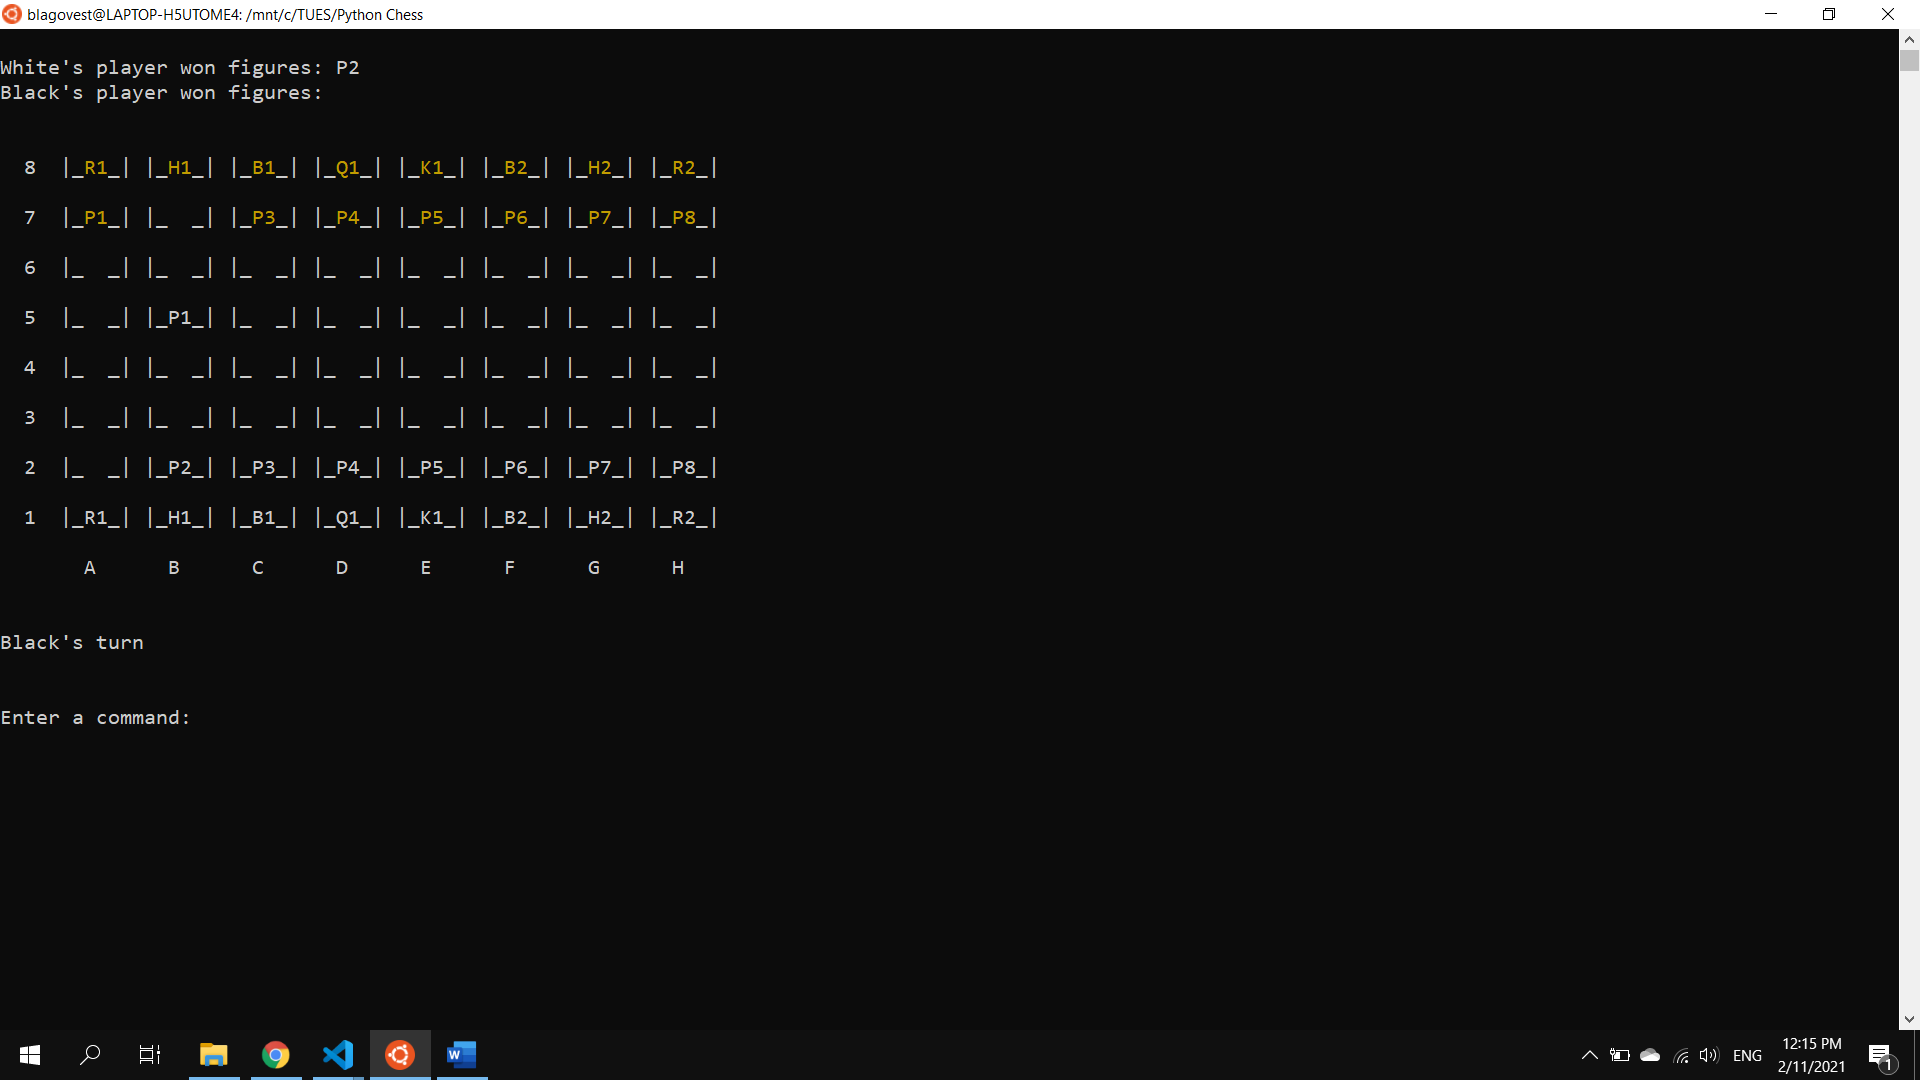 blagovest@LAPTOP-H5UTOME4: /mnt/c/TUES/Python Chess
White's player won figures: P2
Black's player won figures:
8 |_R1_| |_H1_| |_B1_| |_Q1_| |_K1_| |_B2_| |_H2_| |_R2_|
7 |_P1_| |_  _| |_P3_| |_P4_| |_P5_| |_P6_| |_P7_| |_P8_|
6 |_  _| |_  _| |_  _| |_  _| |_  _| |_  _| |_  _| |_  _|
5 |_  _| |_P1_| |_  _| |_  _| |_  _| |_  _| |_  _| |_  _|
4 |_  _| |_  _| |_  _| |_  _| |_  _| |_  _| |_  _| |_  _|
3 |_  _| |_  _| |_  _| |_  _| |_  _| |_  _| |_  _| |_  _|
2 |_  _| |_P2_| |_P3_| |_P4_| |_P5_| |_P6_| |_P7_| |_P8_|
1 |_R1_| |_H1_| |_B1_| |_Q1_| |_K1_| |_B2_| |_H2_| |_R2_|
A B C D E F G H
Black's turn
Enter a command:
W
ENG
12:15 PM
2/11/2021
1